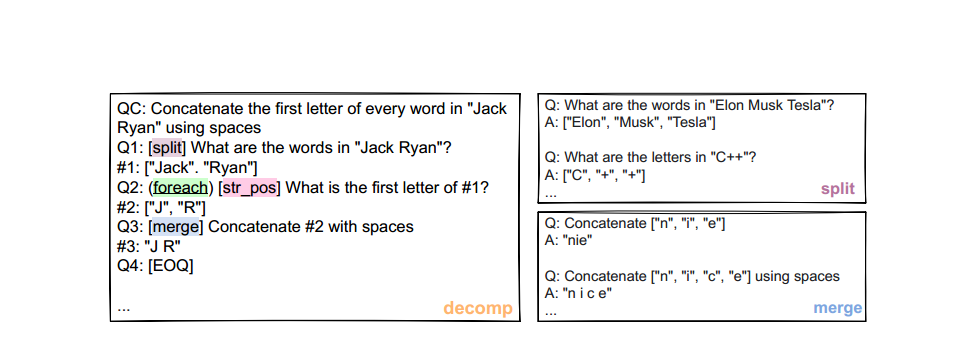 QC: Concatenate the first letter of every word in "Jack
Ryan" using spaces
Q1: [split] What are the words in "Jack Ryan"?
#1: ["Jack". "Ryan"]
Q2: (foreach) [str_pos] What is the first letter of #1?
#2: ["J", "R"]
Q3: [merge] Concatenate #2 with spaces
#3: "J R"
Q4: [EOQ]
...
decomp
Q: What are the words in "Elon Musk Tesla"?
A: ["Elon", "Musk", "Tesla"]
Q: What are the letters in "C++"?
A: ["C", "+", "+"]
...
split
Q: Concatenate ["n", "i", "e"]
A: "nie"
Q: Concatenate ["n", "i", "c", "e"] using spaces
A: "n i c e"
...
merge